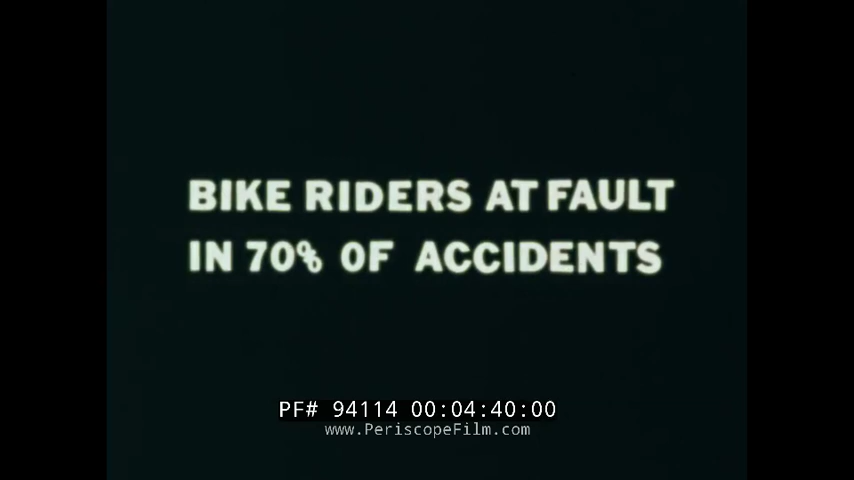 BIKE RIDERS AT FAULT
IN 70% OF ACCIDENTS
PF# 94114 00:04:40:00
www.PeriscopeFilm.com